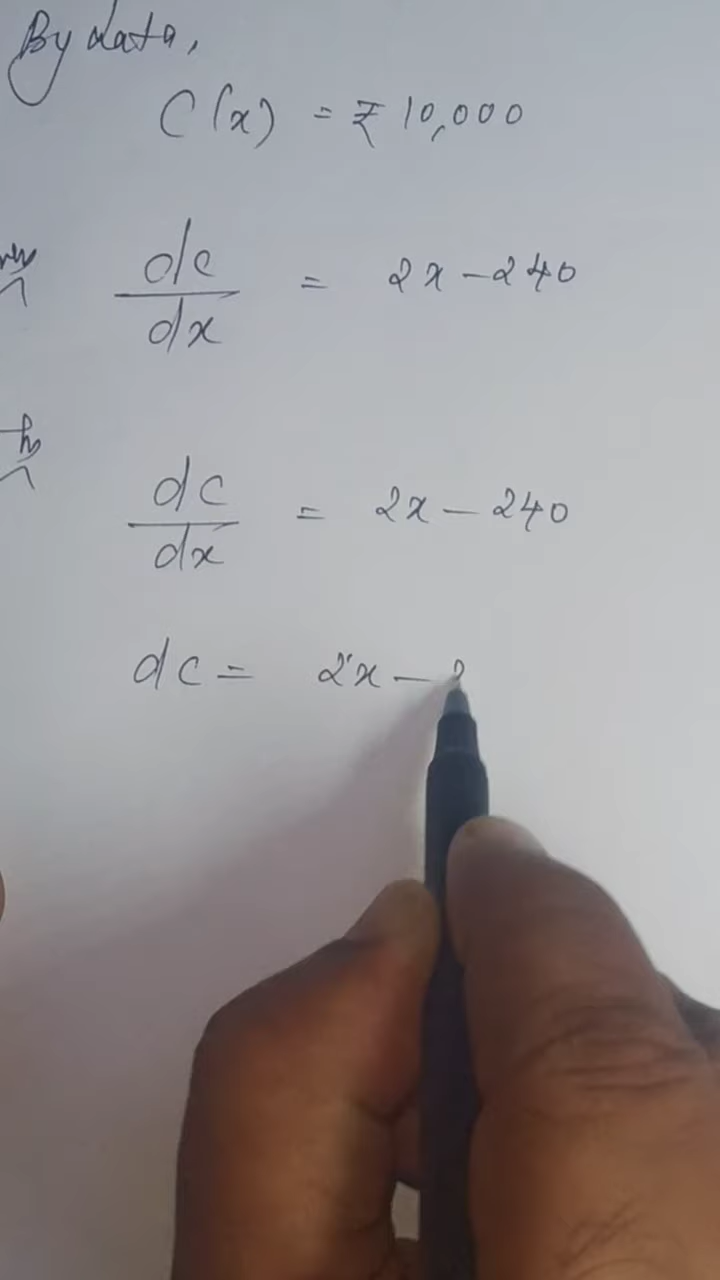 By data,
C(x) = ₹ 10,000
dc/dx = 2x - 240
dc/dx = 2x - 240
dc = 2x -